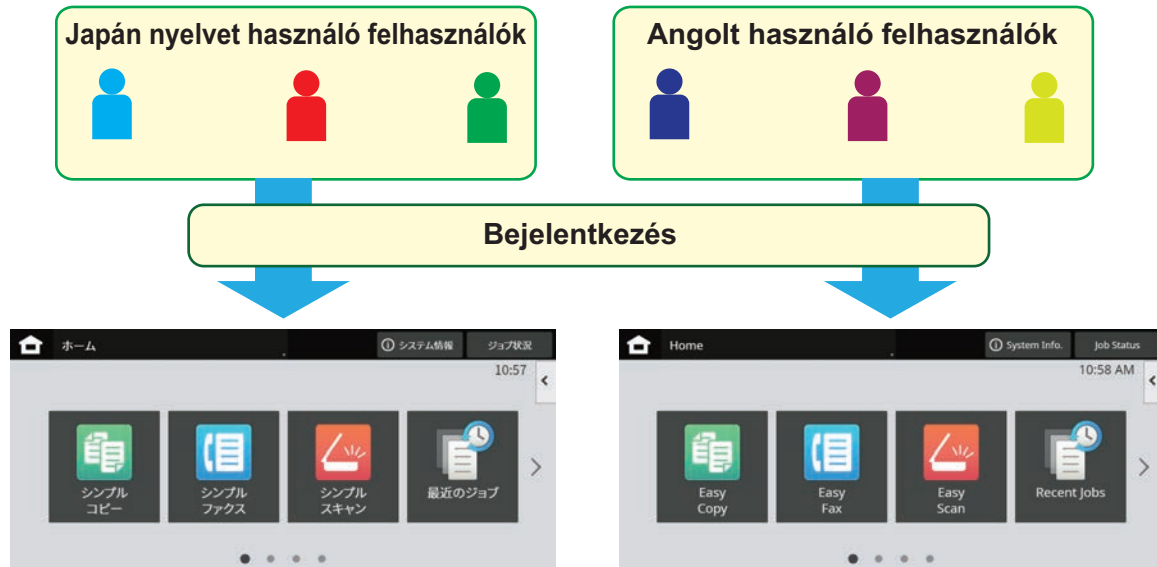 Japán nyelvet használó felhasználók
Angolt használó felhasználók
Bejelentkezés
ホーム
システム情報
ジョブ状況
10:57
シンプル
コピー
シンプル
ファクス
シンプル
スキャン
最近のジョブ
Home
System Info.
Job Status
10:58 AM
Easy
Copy
Easy
Fax
Easy
Scan
Recent Jobs